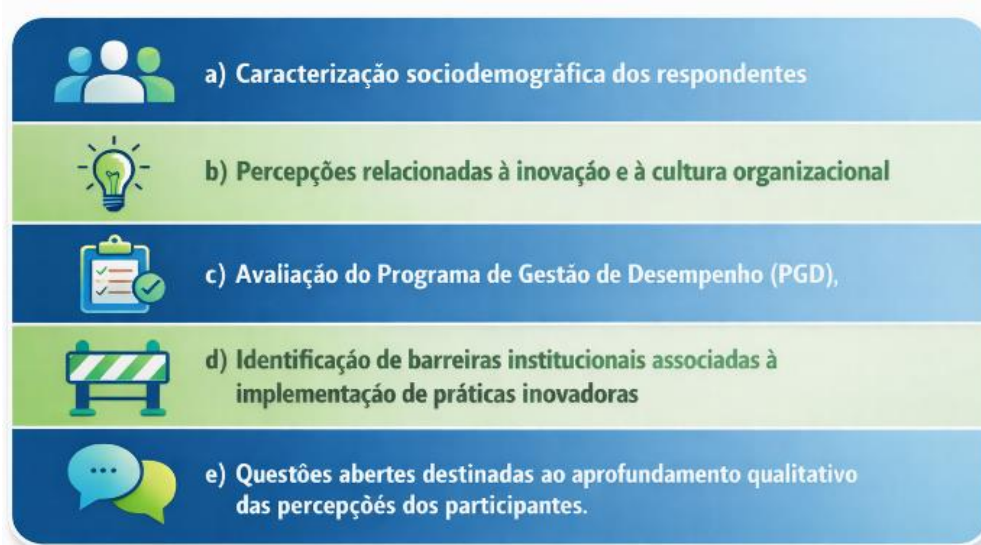 a) Caracterização sociodemográfica dos respondentes
b) Percepções relacionadas à inovação e à cultura organizacional
c) Avaliação do Programa de Gestão de Desempenho (PGD),
d) Identificação de barreiras institucionais associadas à
implementação de práticas inovadoras
e) Questões abertes destinadas ao aprofundamento qualitativo
das percepçòés dos participantes.